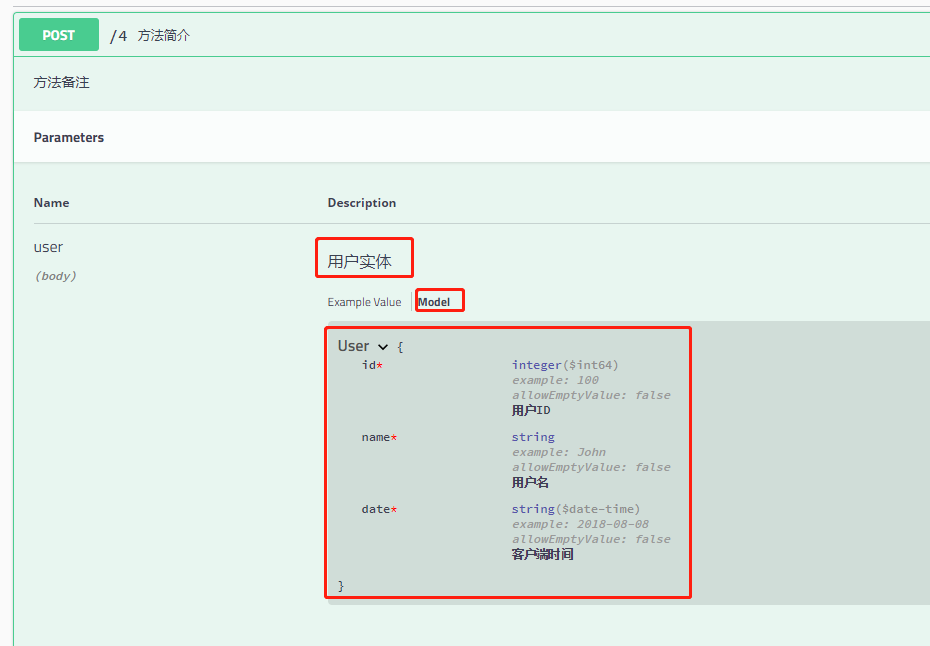 POST /4 方法简介
方法备注
Parameters
Name Description
user 用户实体
(body)
Example Value Model
User {
id* integer($int64)
example: 100
allowEmptyValue: false
用户ID
name* string
example: John
allowEmptyValue: false
用户名
date* string($date-time)
example: 2018-08-08
allowEmptyValue: false
客户端时间
}